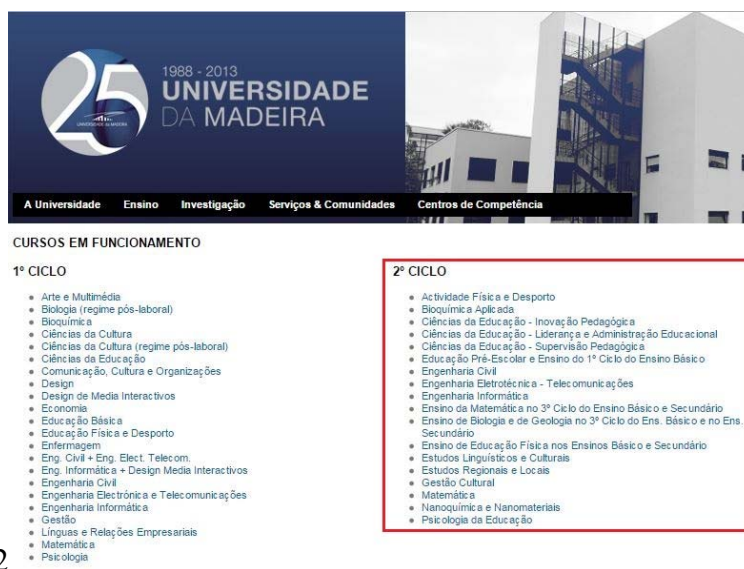 25
UNIVERSIDADE da MADEIRA
1988 - 2013
UNIVERSIDADE
DA MADEIRA
A Universidade Ensino Investigação Serviços & Comunidades Centros de Competência
CURSOS EM FUNCIONAMENTO
1º CICLO
Arte e Multimédia
Biologia (regime pós-laboral)
Bioquímica
Ciências da Cultura
Ciências da Cultura (regime pós-laboral)
Ciências da Educação
Comunicação, Cultura e Organizações
Design
Design de Media Interactivos
Economia
Educação Básica
Educação Física e Desporto
Enfermagem
Eng. Civil + Eng. Elect. Telecom.
Eng. Informática + Design Media Interactivos
Engenharia Civil
Engenharia Electrónica e Telecomunicações
Engenharia Informática
Gestão
Línguas e Relações Empresariais
Matemática
Psicologia
2º CICLO
Actividade Física e Desporto
Bioquímica Aplicada
Ciências da Educação - Inovação Pedagógica
Ciências da Educação - Liderança e Administração Educacional
Ciências da Educação - Supervisão Pedagógica
Educação Pré-Escolar e Ensino do 1º Ciclo do Ensino Básico
Engenharia Civil
Engenharia Eletrotécnica - Telecomunicações
Engenharia Informática
Ensino da Matemática no 3º Ciclo do Ensino Básico e Secundário
Ensino de Biologia e de Geologia no 3º Ciclo do Ens. Básico e no Ens.
Secundário
Ensino de Educação Física nos Ensinos Básico e Secundário
Estudos Linguísticos e Culturais
Estudos Regionais e Locais
Gestão Cultural
Matemática
Nanoquímica e Nanomateriais
Psicologia da Educação
2